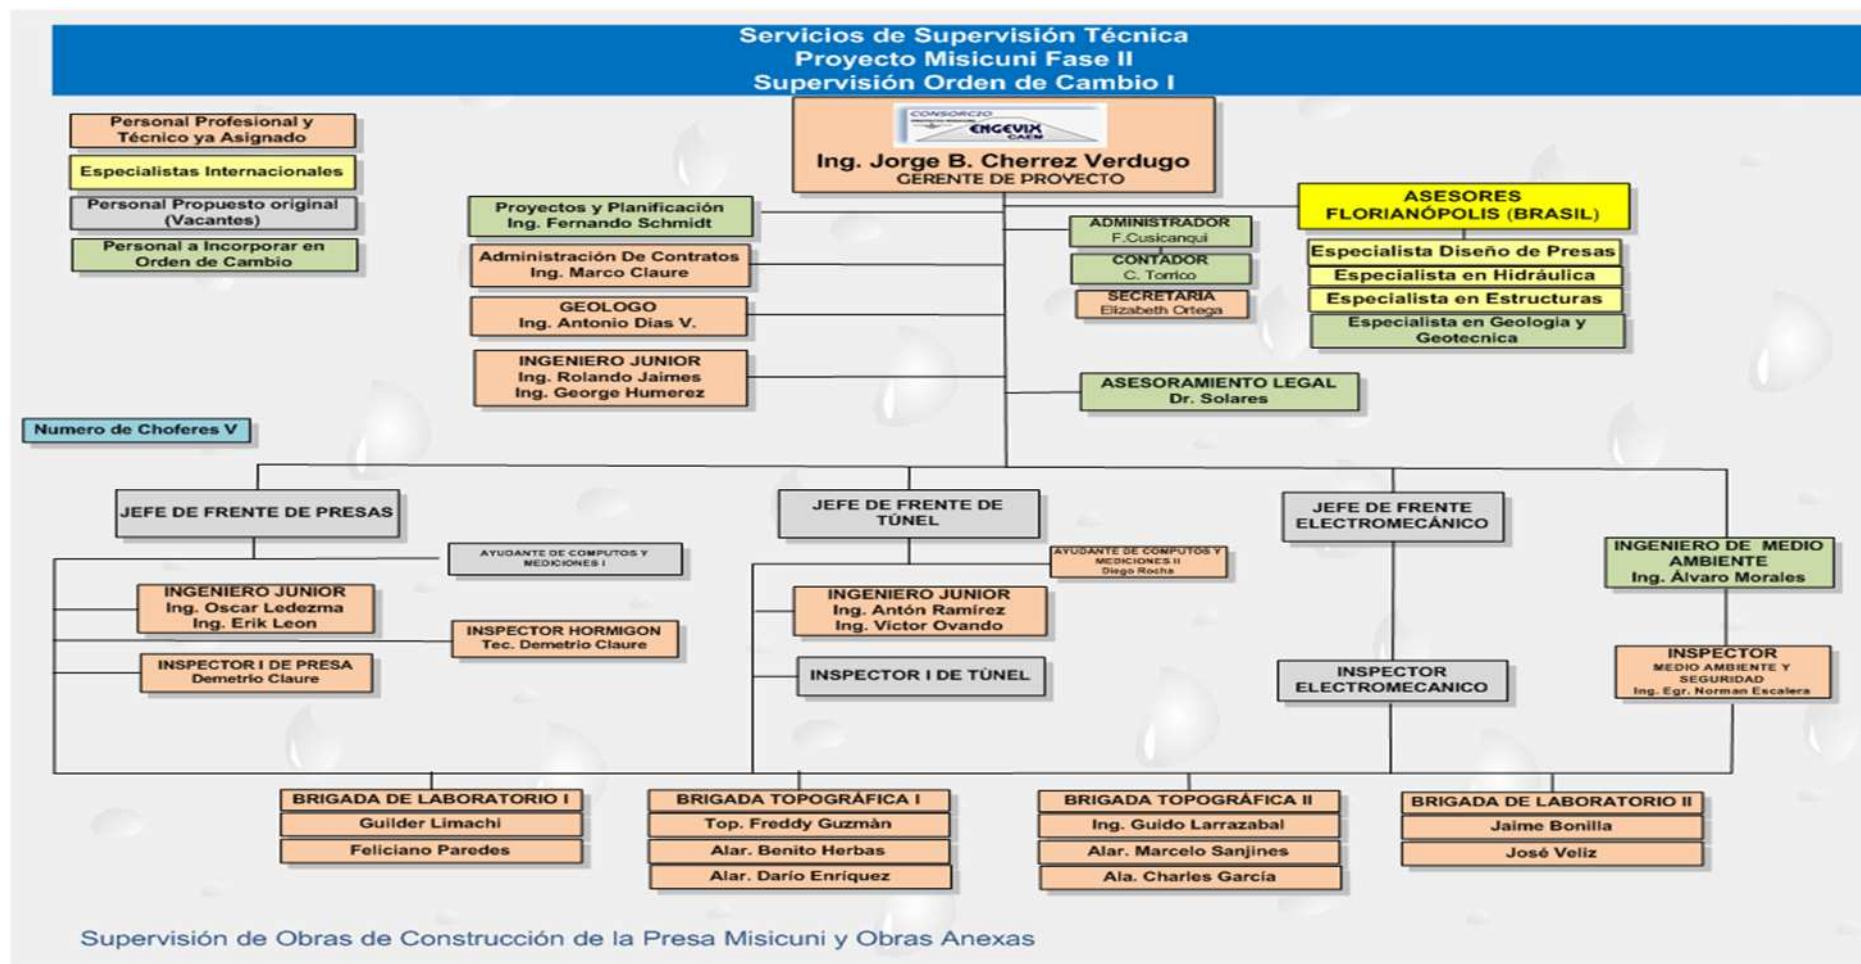 Servicios de Supervisión Técnica
Proyecto Misicuni Fase II
Supervisión Orden de Cambio I
Personal Profesional y
Técnico ya Asignado
Especialistas Internacionales
Personal Propuesto original
(Vacantes)
Personal a Incorporar en
Orden de Cambio
CONSORCIO
ENGEVIX
CAEM
Ing. Jorge B. Cherrez Verdugo
GERENTE DE PROYECTO
Proyectos y Planificación
Ing. Fernando Schmidt
Administración De Contratos
Ing. Marco Claure
GEOLOGO
Ing. Antonio Dias V.
INGENIERO JUNIOR
Ing. Rolando Jaimes
Ing. George Humerez
ADMINISTRADOR
F.Cusicanqui
CONTADOR
C. Torrico
SECRETARIA
Elizabeth Ortega
ASESORES
FLORIANÓPOLIS (BRASIL)
Especialista Diseño de Presas
Especialista en Hidráulica
Especialista en Estructuras
Especialista en Geologia y
Geotecnica
ASESORAMIENTO LEGAL
Dr. Solares
Numero de Choferes V
JEFE DE FRENTE DE PRESAS
AYUDANTE DE COMPUTOS Y
MEDICIONES I
INGENIERO JUNIOR
Ing. Oscar Ledezma
Ing. Erik Leon
INSPECTOR HORMIGON
Tec. Demetrio Claure
INSPECTOR I DE PRESA
Demetrio Claure
JEFE DE FRENTE DE
TÚNEL
AYUDANTE DE COMPUTOS Y
MEDICIONES II
Diego Rocha
INGENIERO JUNIOR
Ing. Antón Ramírez
Ing. Víctor Ovando
INSPECTOR I DE TÚNEL
JEFE DE FRENTE
ELECTROMECÁNICO
INSPECTOR
ELECTROMECANICO
INGENIERO DE MEDIO
AMBIENTE
Ing. Álvaro Morales
INSPECTOR
MEDIO AMBIENTE Y
SEGURIDAD
Ing. Egr. Norman Escalera
BRIGADA DE LABORATORIO I
Guilder Limachi
Feliciano Paredes
BRIGADA TOPOGRÁFICA I
Top. Freddy Guzmàn
Alar. Benito Herbas
Alar. Darío Enríquez
BRIGADA TOPOGRÁFICA II
Ing. Guido Larrazabal
Alar. Marcelo Sanjines
Ala. Charles García
BRIGADA DE LABORATORIO II
Jaime Bonilla
José Veliz
Supervisión de Obras de Construcción de la Presa Misicuni y Obras Anexas